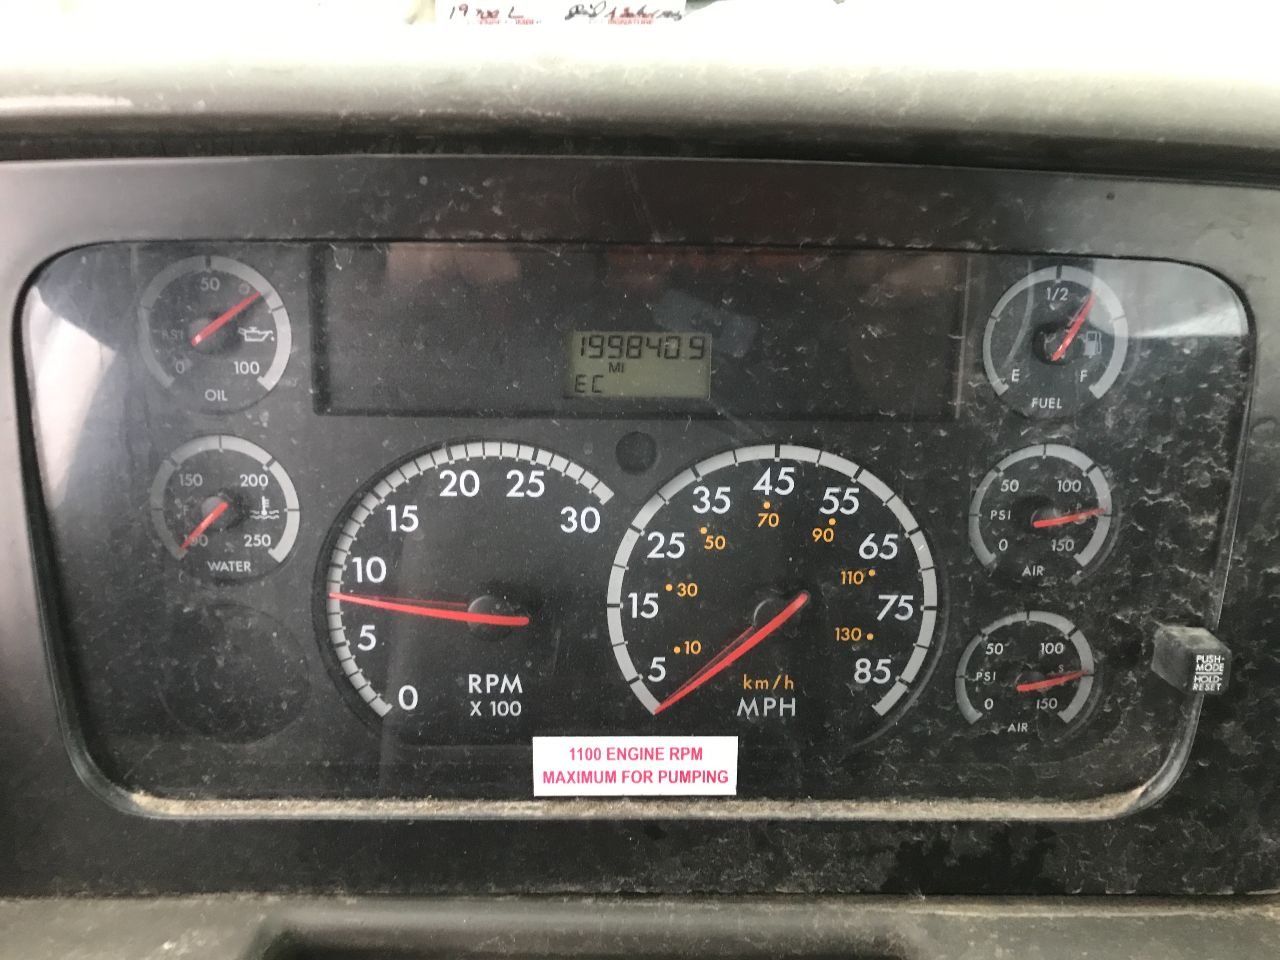 19700 L
SIGNATURE
50
PSI
0
100
OIL
199840.9
MI
EC
1/2
E
F
FUEL
150
200
100
250
WATER
0
5
10
15
20
25
30
RPM
X 100
5
15
25
35
45
55
65
75
85
10
30
50
70
90
110
130
km/h
MPH
50
100
PSI
0
150
AIR
50
100
PSI
0
150
AIR
PUSH-
MODE
HOLD-
RESET
1100 ENGINE RPM
MAXIMUM FOR PUMPING